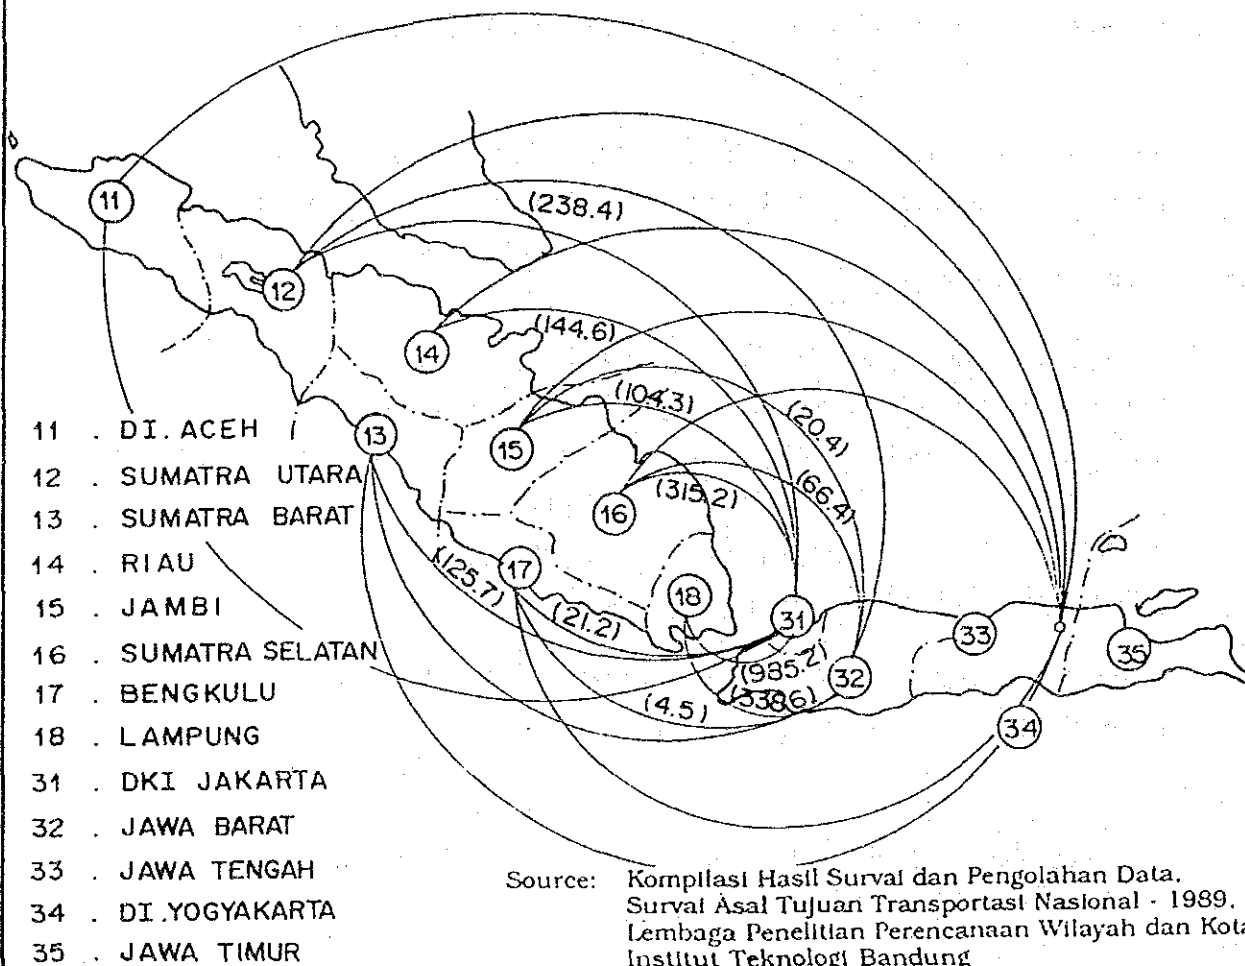 (238.4)
11
12
(144.6)
14
(104.3)
(20.4)
13
15
(315.2)
(66.4)
16
(125.7)
17
18
(21.2)
31
33
35
(985.2)
32
(338.6)
(4.5)
34
11 . DI. ACEH
12 . SUMATRA UTARA
13 . SUMATRA BARAT
14 . RIAU
15 . JAMBI
16 . SUMATRA SELATAN
17 . BENGKULU
18 . LAMPUNG
31 . DKI JAKARTA
32 . JAWA BARAT
33 . JAWA TENGAH
34 . DI.YOGYAKARTA
35 . JAWA TIMUR
Source: Kompilasi Hasil Survai dan Pengolahan Data.
Survai Asal Tujuan Transportasi Nasional - 1989.
Lembaga Penelitian Perencanaan Wilayah dan Kota
Institut Teknologi Bandung